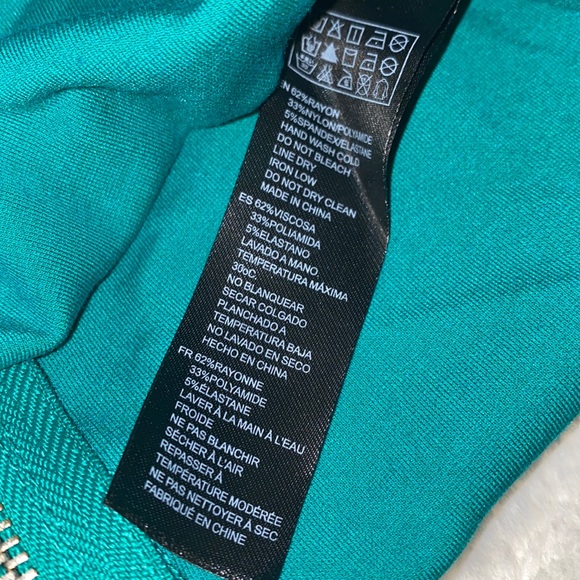 EN 62%RAYON
33%NYLON/POLYAMIDE
5%SPANDEX/ELASTANE
HAND WASH COLD
DO NOT BLEACH
LINE DRY
IRON LOW
DO NOT DRY CLEAN
MADE IN CHINA
ES 62%VISCOSA
33%POLIAMIDA
5%ELASTANO
LAVADO A MANO
TEMPERATURA MÁXIMA
30oC.
NO BLANQUEAR
SECAR COLGADO
PLANCHADO A
TEMPERATURA BAJA
NO LAVADO EN SECO
HECHO EN CHINA
FR 62%RAYONNE
33%POLYAMIDE
5%ÉLASTANE
LAVER À LA MAIN À L'EAU
FROIDE
NE PAS BLANCHIR
SÉCHER À L'AIR
REPASSER À
TEMPÉRATURE MODÉRÉE
NE PAS NETTOYER À SEC
FABRIQUÉ EN CHINE